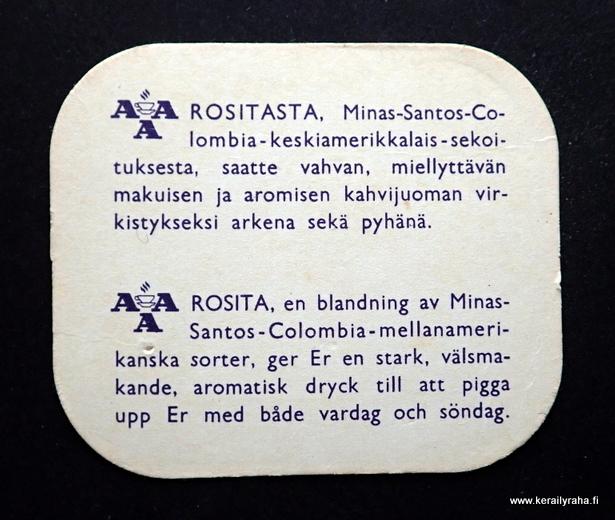 AAA ROSITASTA, Minas-Santos-Co-
lombia-keskiamerikkalais-sekoi-
tuksesta, saatte vahvan, miellyttävän
makuisen ja aromisen kahvijuoman vir-
kistykseksi arkena sekä pyhänä.
AAA ROSITA, en blandning av Minas-
Santos-Colombia-mellanameri-
kanska sorter, ger Er en stark, välsma-
kande, aromatisk dryck till att pigga
upp Er med både vardag och söndag.
www.kerailyraha.fi